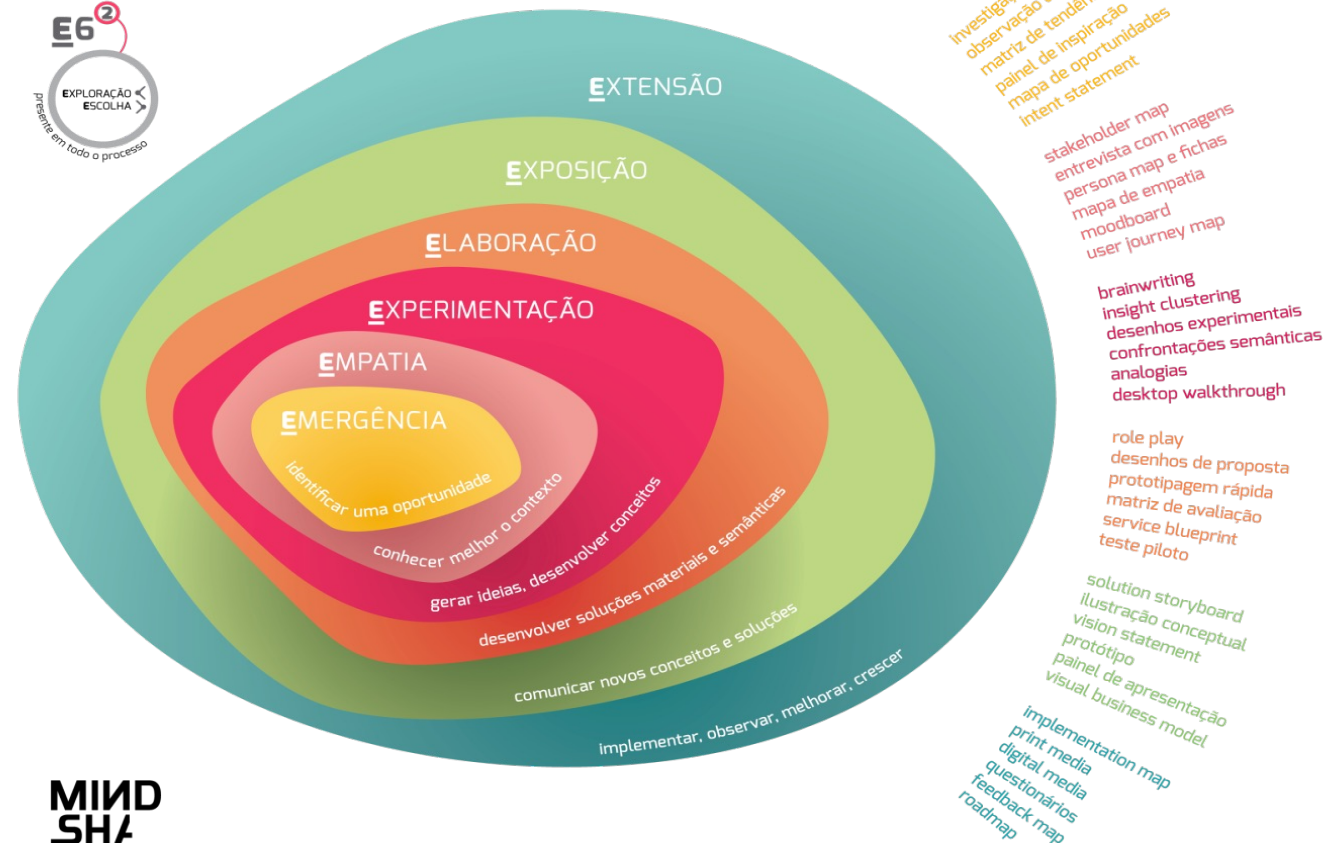 E6²
EXPLORAÇÃO
ESCOLHA
presente em todo o processo
EXTENSÃO
EXPOSIÇÃO
ELABORAÇÃO
EXPERIMENTAÇÃO
EMPATIA
EMERGÊNCIA
identificar uma oportunidade
conhecer melhor o contexto
gerar ideias, desenvolver conceitos
desenvolver soluções materiais e semânticas
comunicar novos conceitos e soluções
implementar, observar, melhorar, crescer
observação
matriz de
painel de inspiração
mapa de oportunidades
intent statement
stakeholder map
entrevista com imagens
persona map e fichas
mapa de empatia
moodboard
user journey map
brainwriting
insight clustering
desenhos experimentais
confrontações semânticas
analogias
desktop walkthrough
role play
desenhos de proposta
prototipagem rápida
matriz de avaliação
service blueprint
teste piloto
solution storyboard
ilustração conceptual
vision statement
protótipo
painel de apresentação
visual business model
implementation map
print media
digital media
questionários
feedback map
roadmap
MIND